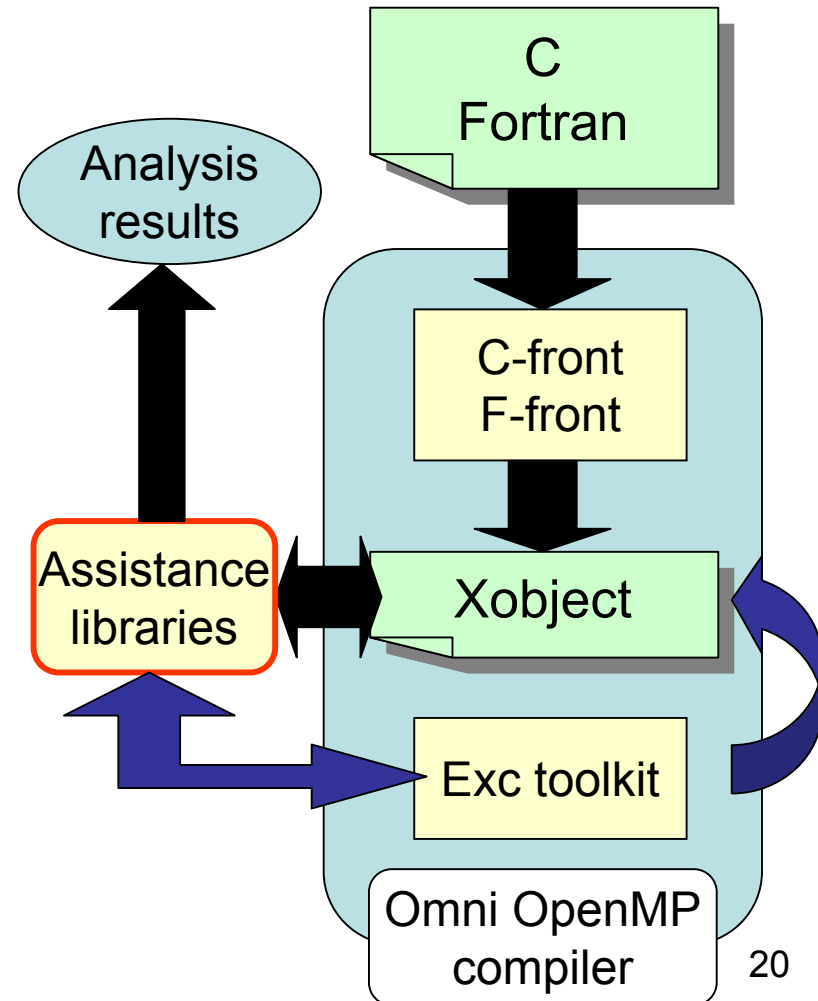 C
Fortran
Analysis
results
C-front
F-front
Assistance
libraries
Xobject
Exc toolkit
Omni OpenMP
compiler
20